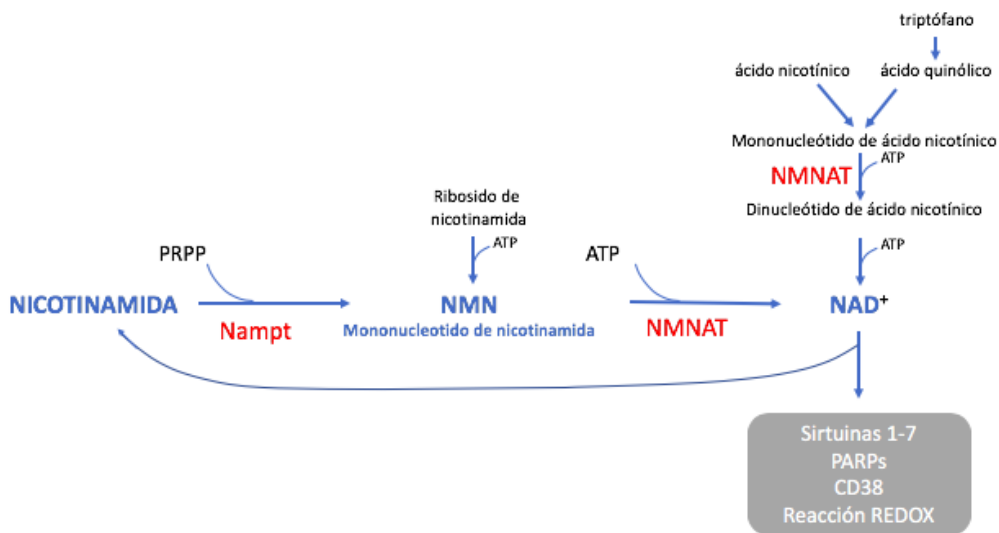 triptófano
ácido nicotínico
ácido quinólico
Mononucleótido de ácido nicotínico
ATP
NMNAT
Dinucleótido de ácido nicotínico
Ribosido de
nicotinamida
ATP
ATP
PRPP
ATP
NICOTINAMIDA
NMN
NAD+
Nampt
Mononucleotido de nicotinamida
NMNAT
Sirtuinas 1-7
PARPs
CD38
Reacción REDOX